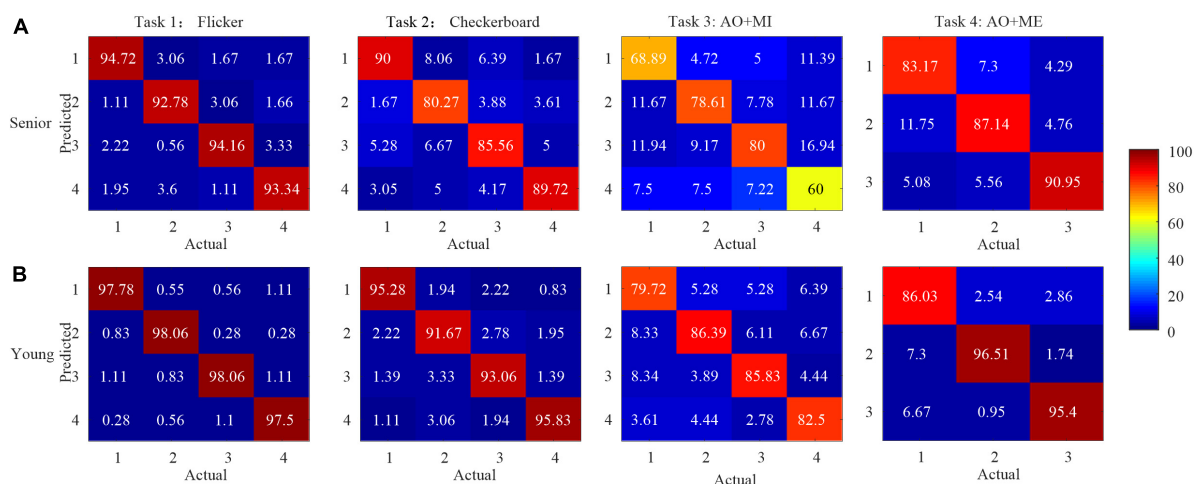 A
Task 1: Flicker
Task 2: Checkerboard
Task 3: AO+MI
Task 4: AO+ME
Senior
Predicted
1 94.72 3.06 1.67 1.67
2 1.11 92.78 3.06 1.66
3 2.22 0.56 94.16 3.33
4 1.95 3.6 1.11 93.34
1 2 3 4
Actual
1 90 8.06 6.39 1.67
2 1.67 80.27 3.88 3.61
3 5.28 6.67 85.56 5
4 3.05 5 4.17 89.72
1 2 3 4
Actual
1 68.89 4.72 5 11.39
2 11.67 78.61 7.78 11.67
3 11.94 9.17 80 16.94
4 7.5 7.5 7.22 60
1 2 3 4
Actual
1 83.17 7.3 4.29
2 11.75 87.14 4.76
3 5.08 5.56 90.95
1 2 3
Actual
100
80
60
40
20
0
B
Young
Predicted
1 97.78 0.55 0.56 1.11
2 0.83 98.06 0.28 0.28
3 1.11 0.83 98.06 1.11
4 0.28 0.56 1.1 97.5
1 2 3 4
Actual
1 95.28 1.94 2.22 0.83
2 2.22 91.67 2.78 1.95
3 1.39 3.33 93.06 1.39
4 1.11 3.06 1.94 95.83
1 2 3 4
Actual
1 79.72 5.28 5.28 6.39
2 8.33 86.39 6.11 6.67
3 8.34 3.89 85.83 4.44
4 3.61 4.44 2.78 82.5
1 2 3 4
Actual
1 86.03 2.54 2.86
2 7.3 96.51 1.74
3 6.67 0.95 95.4
1 2 3
Actual